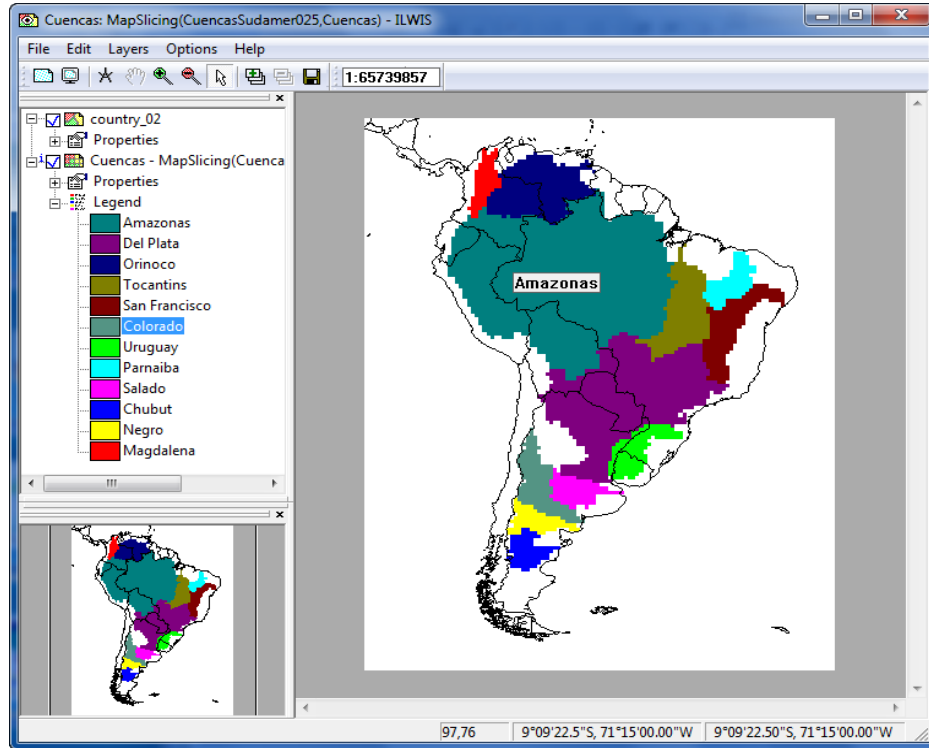 Cuencas: MapSlicing(CuencasSudamer025,Cuencas) - ILWIS
File Edit Layers Options Help
1:65739857
country_02
Properties
Cuencas - MapSlicing(Cuenca
Properties
Legend
Amazonas
Del Plata
Orinoco
Tocantins
San Francisco
Colorado
Uruguay
Parnaiba
Salado
Chubut
Negro
Magdalena
Amazonas
97,76 9°09'22.5"S, 71°15'00.00"W 9°09'22.50"S, 71°15'00.00"W